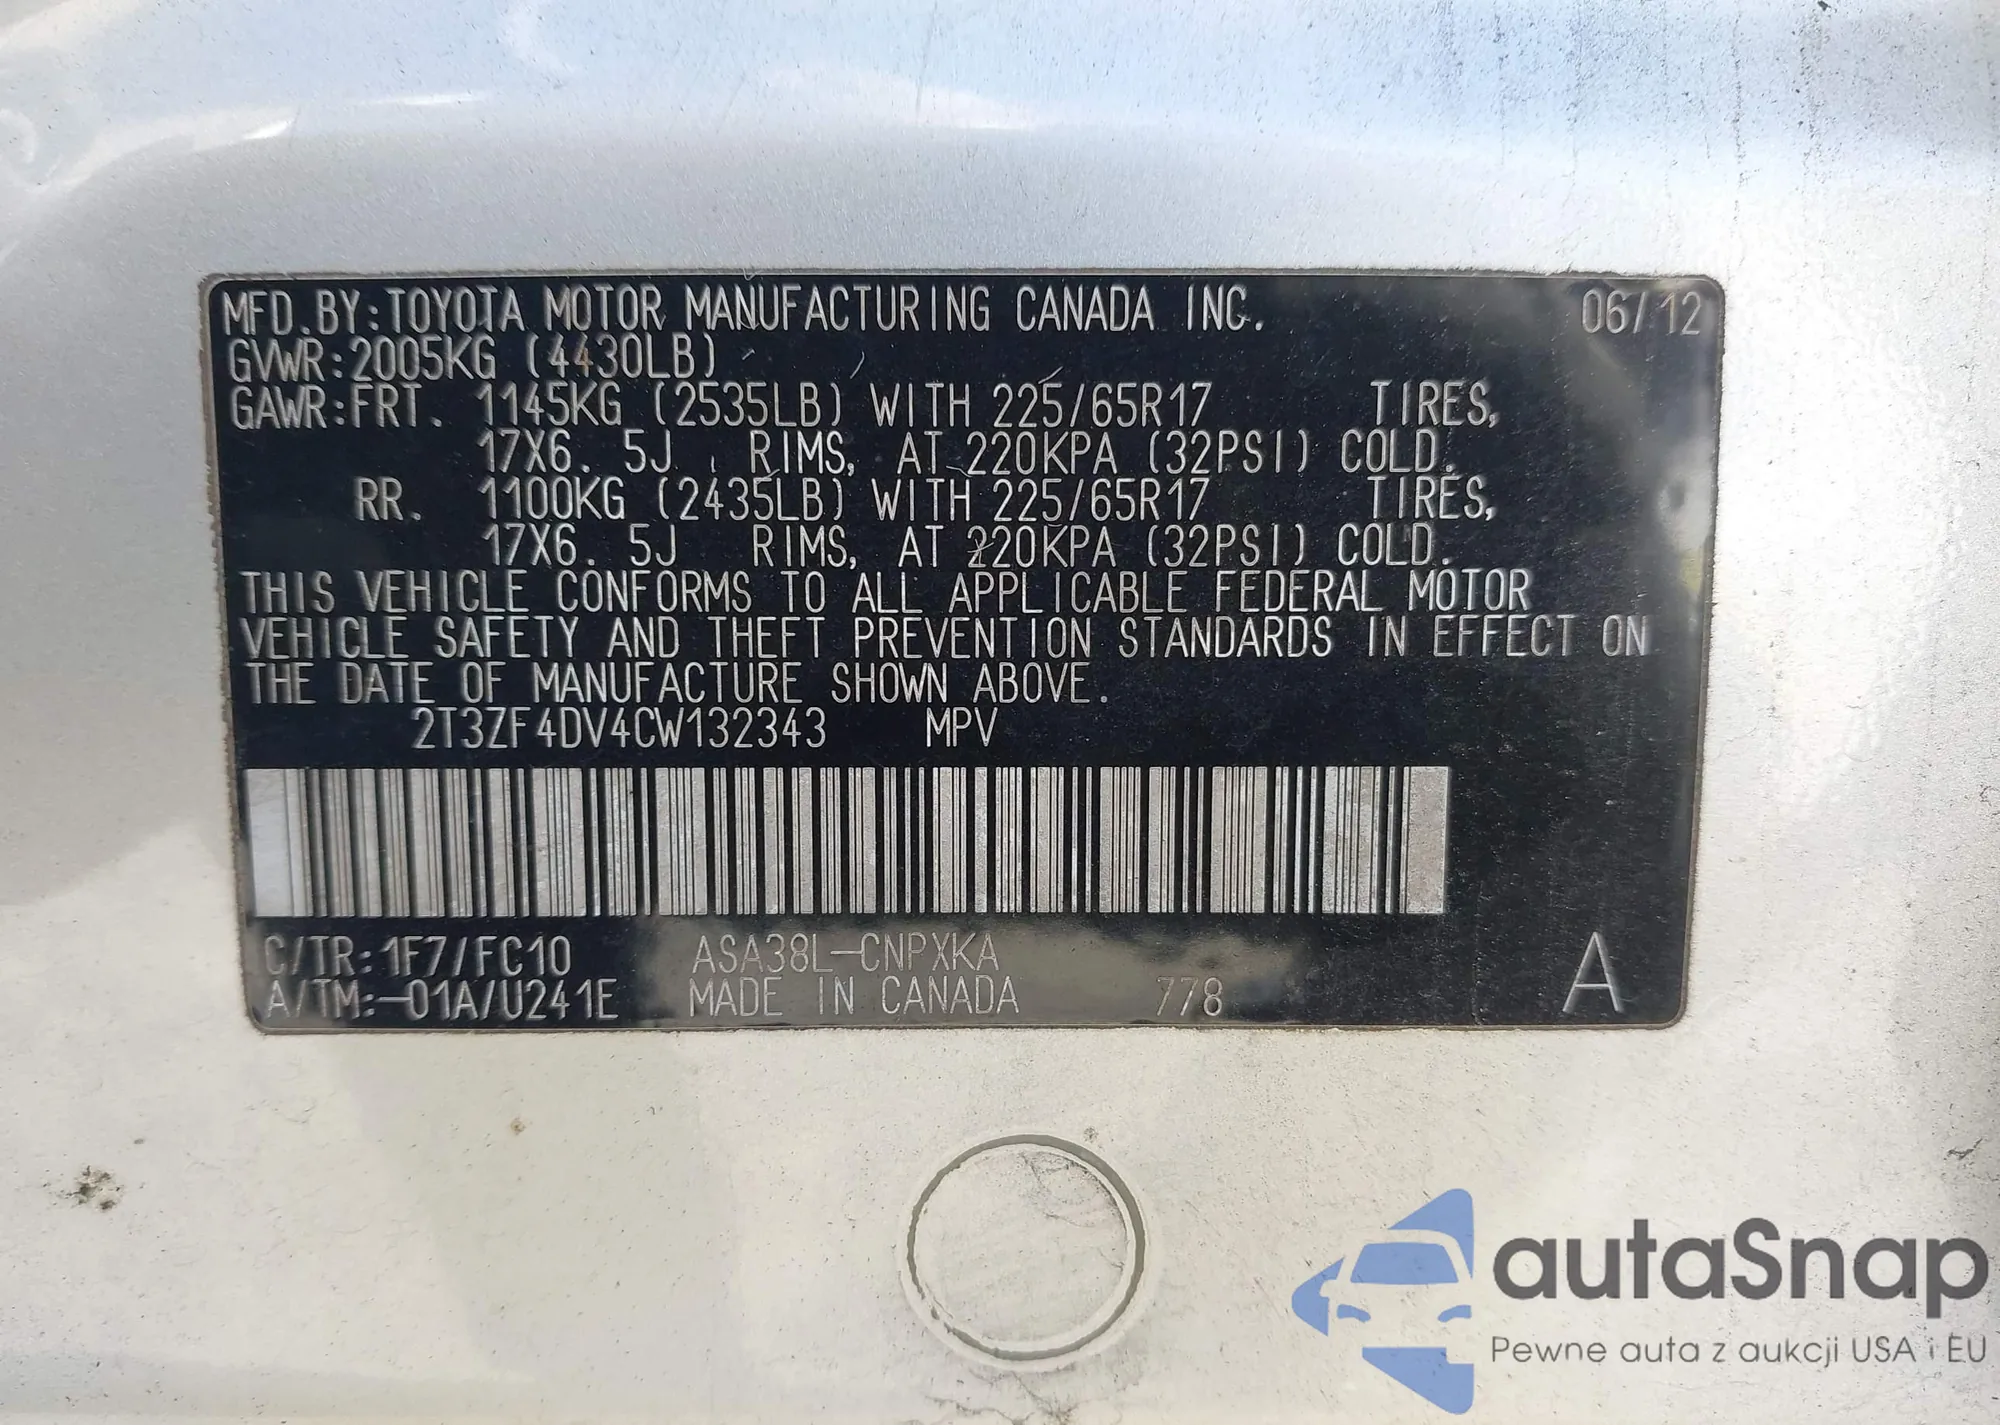 MFD.BY:TOYOTA MOTOR MANUFACTURING CANADA INC. 06/12
GVWR:2005KG (4430LB)
GAWR:FRT. 1145KG (2535LB) WITH 225/65R17 TIRES,
17X6. 5J RIMS, AT 220KPA (32PSI) COLD.
RR. 1100KG (2435LB) WITH 225/65R17 TIRES,
17X6. 5J RIMS, AT 220KPA (32PSI) COLD.
THIS VEHICLE CONFORMS TO ALL APPLICABLE FEDERAL MOTOR
VEHICLE SAFETY AND THEFT PREVENTION STANDARDS IN EFFECT ON
THE DATE OF MANUFACTURE SHOWN ABOVE.
2T3ZF4DV4CW132343 MPV
C/TR:1F7/FC10 ASA38L-CNPXKA
A/TM:-01A/U241E MADE IN CANADA 778 A
autaSnap
Pewne auta z aukcji USA i EU